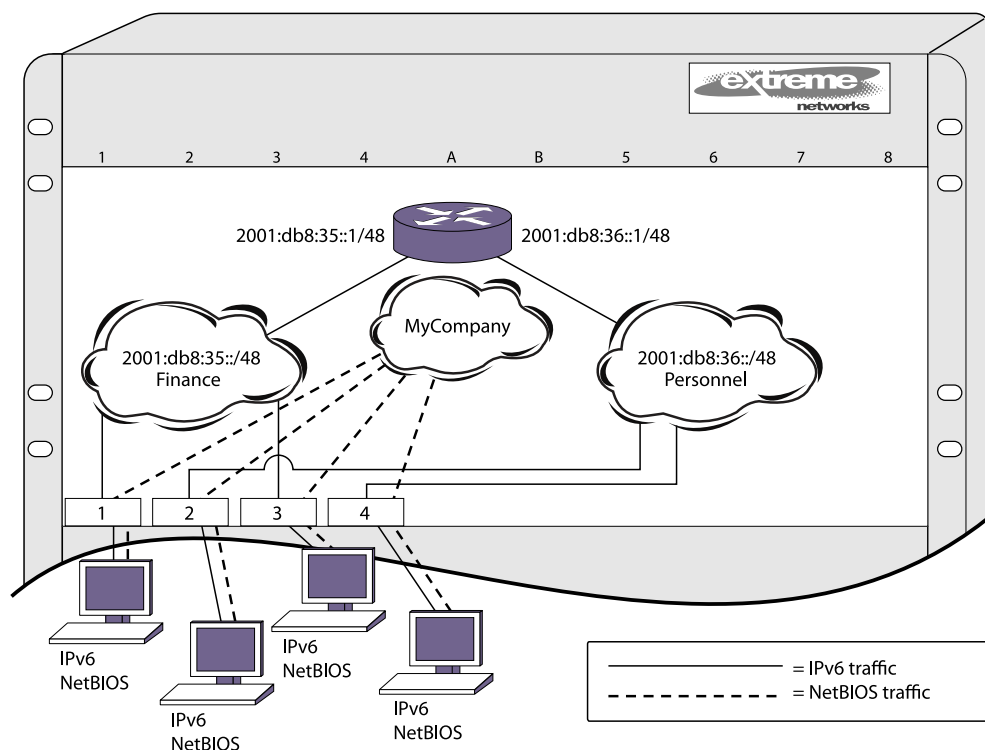 extreme
networks
1 2 3 4 A B 5 6 7 8
2001:db8:35::1/48
2001:db8:36::1/48
MyCompany
2001:db8:35::/48
Finance
2001:db8:36::/48
Personnel
1 2 3 4
IPv6
NetBIOS
IPv6
NetBIOS
IPv6
NetBIOS
IPv6
NetBIOS
= IPv6 traffic
= NetBIOS traffic